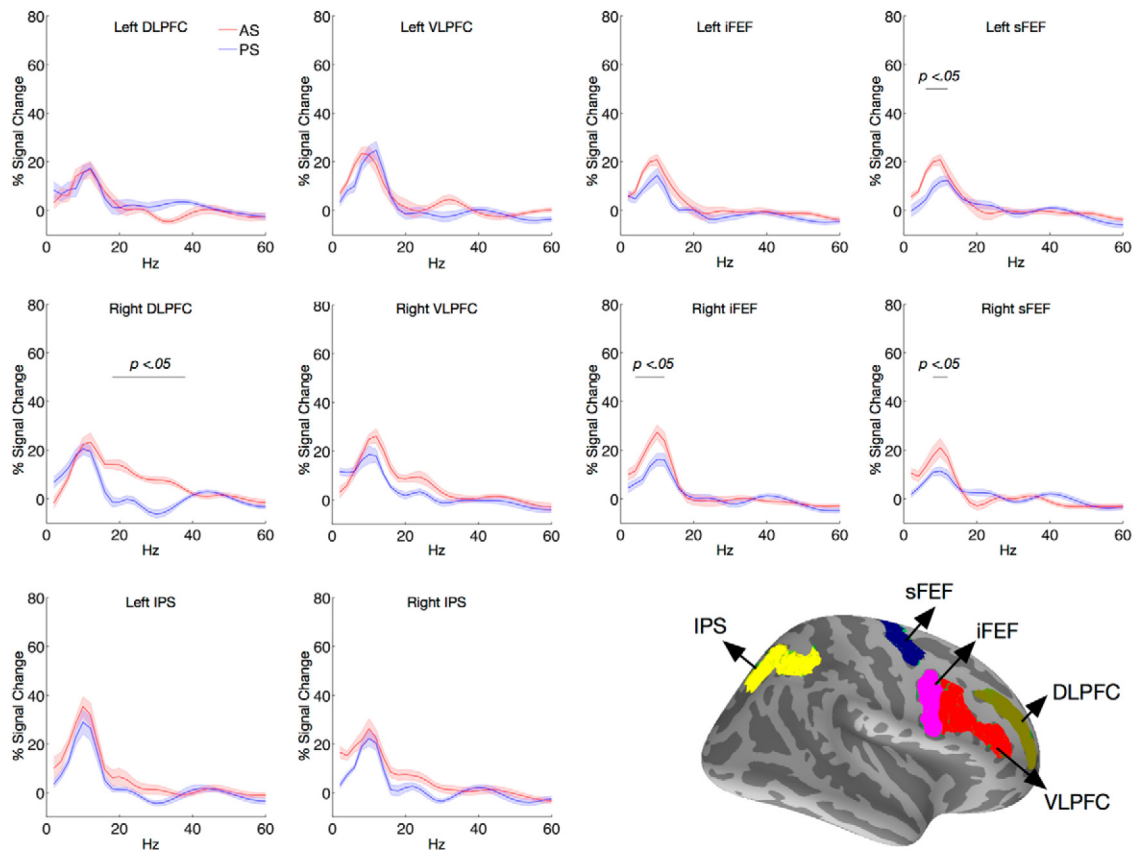 Left DLPFC
AS
PS
80
60
40
20
0
% Signal Change
0 20 40 60
Hz
Left VLPFC
80
60
40
20
0
% Signal Change
0 20 40 60
Hz
Left iFEF
80
60
40
20
0
% Signal Change
0 20 40 60
Hz
Left sFEF
p <.05
80
60
40
20
0
% Signal Change
0 20 40 60
Hz
Right DLPFC
p <.05
80
60
40
20
0
% Signal Change
0 20 40 60
Hz
Right VLPFC
80
60
40
20
0
% Signal Change
0 20 40 60
Hz
Right iFEF
p <.05
80
60
40
20
0
% Signal Change
0 20 40 60
Hz
Right sFEF
p <.05
80
60
40
20
0
% Signal Change
0 20 40 60
Hz
Left IPS
80
60
40
20
0
% Signal Change
0 20 40 60
Hz
Right IPS
80
60
40
20
0
% Signal Change
0 20 40 60
Hz
sFEF
IPS
iFEF
DLPFC
VLPFC